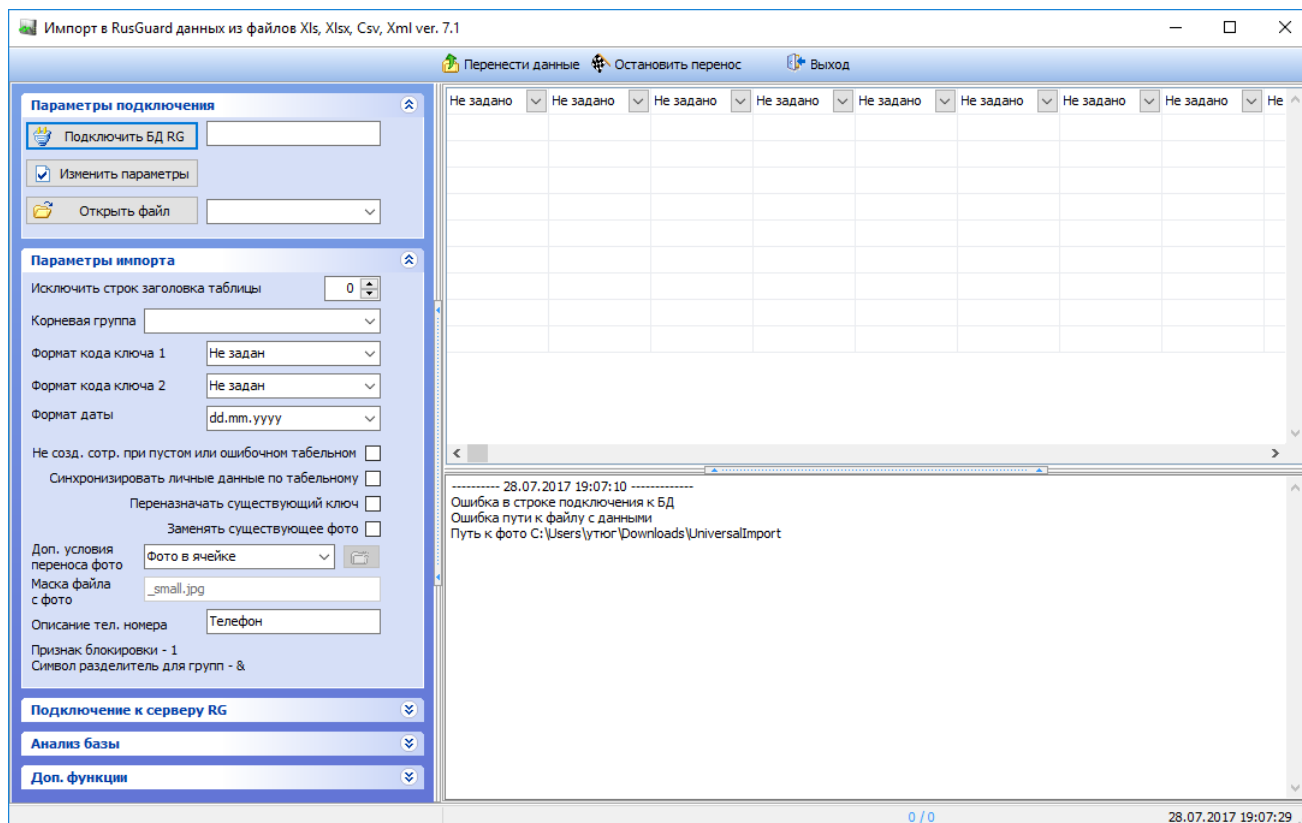 Импорт в RusGuard данных из файлов Xls, Xlsx, Csv, Xml ver. 7.1
Перенести данные Остановить перенос Выход
Параметры подключения
Подключить БД RG
Изменить параметры
Открыть файл
Параметры импорта
Исключить строк заголовка таблицы 0
Корневая группа
Формат кода ключа 1 Не задан
Формат кода ключа 2 Не задан
Формат даты dd.mm.yyyy
Не созд. сотр. при пустом или ошибочном табельном
Синхронизировать личные данные по табельному
Переназначать существующий ключ
Заменять существующее фото
Доп. условия
переноса фото Фото в ячейке
Маска файла
с фото _small.jpg
Описание тел. номера Телефон
Признак блокировки - 1
Символ разделитель для групп - &
Подключение к серверу RG
Анализ базы
Доп. функции
Не задано Не задано Не задано Не задано Не задано Не задано Не задано Не задано Не
---------- 28.07.2017 19:07:10 -------------
Ошибка в строке подключения к БД
Ошибка пути к файлу с данными
Путь к фото C:\Users\утюг\Downloads\UniversalImport
0 / 0 28.07.2017 19:07:29